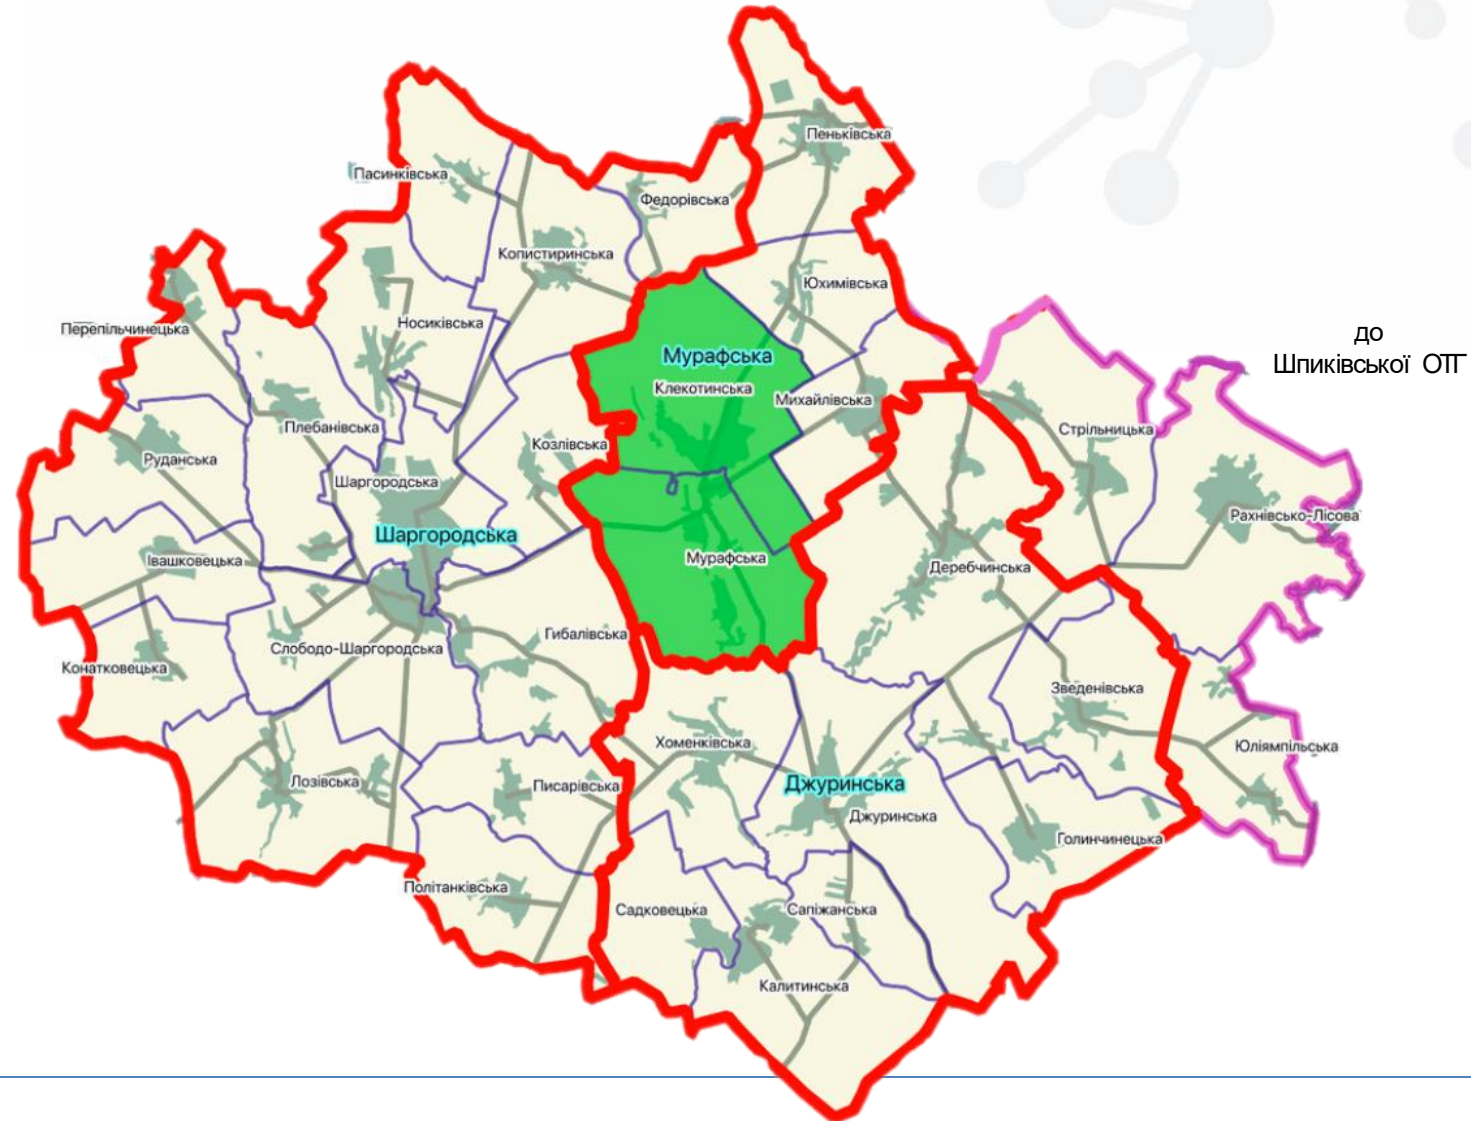 Пеньківська
Пасинківська
Федорівська
Копистиринська
Юхимівська
Перепільчинецька
Носиківська
до
Шпиківської ОТГ
Мурафська
Клекотинська
Михайлівська
Плебанівська
Стрільницька
Козлівська
Руданська
Шаргородська
Рахнівсько-Лісова
Шаргородська
Мурафська
Івашковецька
Деребчинська
Гибалівська
Слободо-Шаргородська
Конатковецька
Зведенівська
Хоменківська
Юліямпільська
Лозівська
Писарівська
Джуринська
Джуринська
Голинчинецька
Політанківська
Садковецька
Сапіжанська
Калитинська